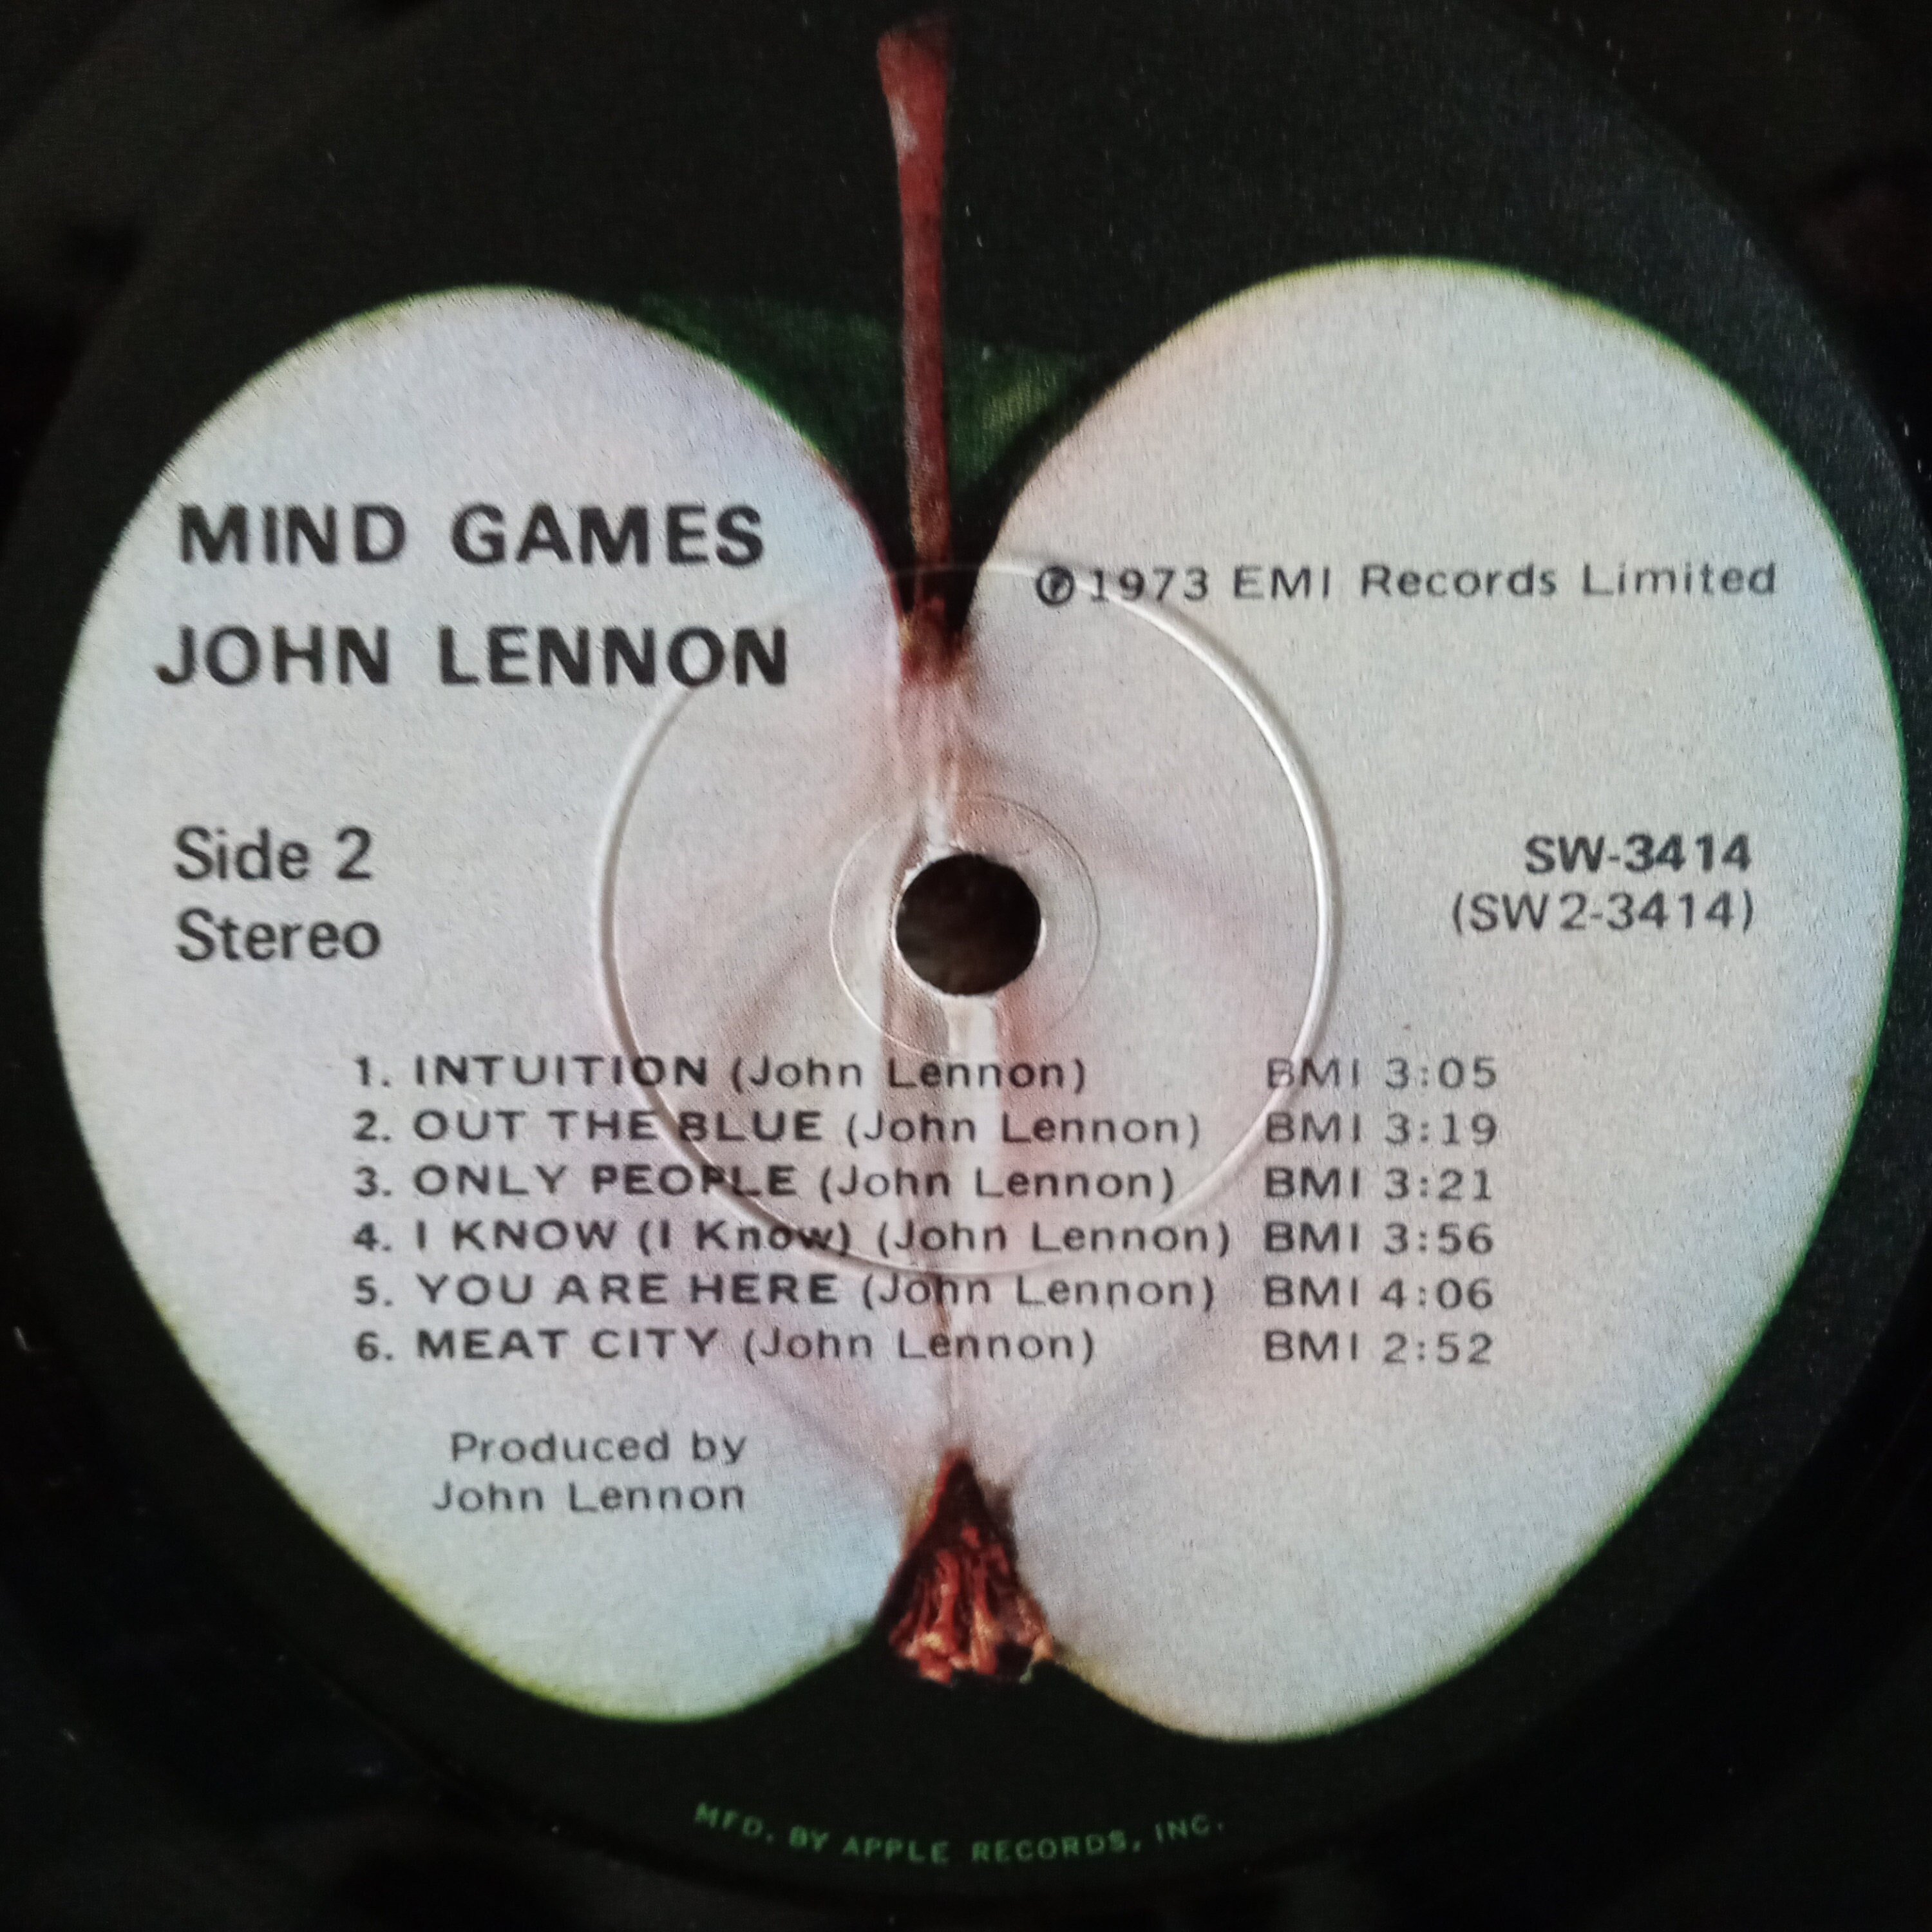 MIND GAMES
JOHN LENNON
℗ 1973 EMI Records Limited
Side 2
Stereo
SW-3414
(SW2-3414)
1. INTUITION (John Lennon) BMI 3:05
2. OUT THE BLUE (John Lennon) BMI 3:19
3. ONLY PEOPLE (John Lennon) BMI 3:21
4. I KNOW (I Know) (John Lennon) BMI 3:56
5. YOU ARE HERE (John Lennon) BMI 4:06
6. MEAT CITY (John Lennon) BMI 2:52
Produced by
John Lennon
MFD. BY APPLE RECORDS, INC.